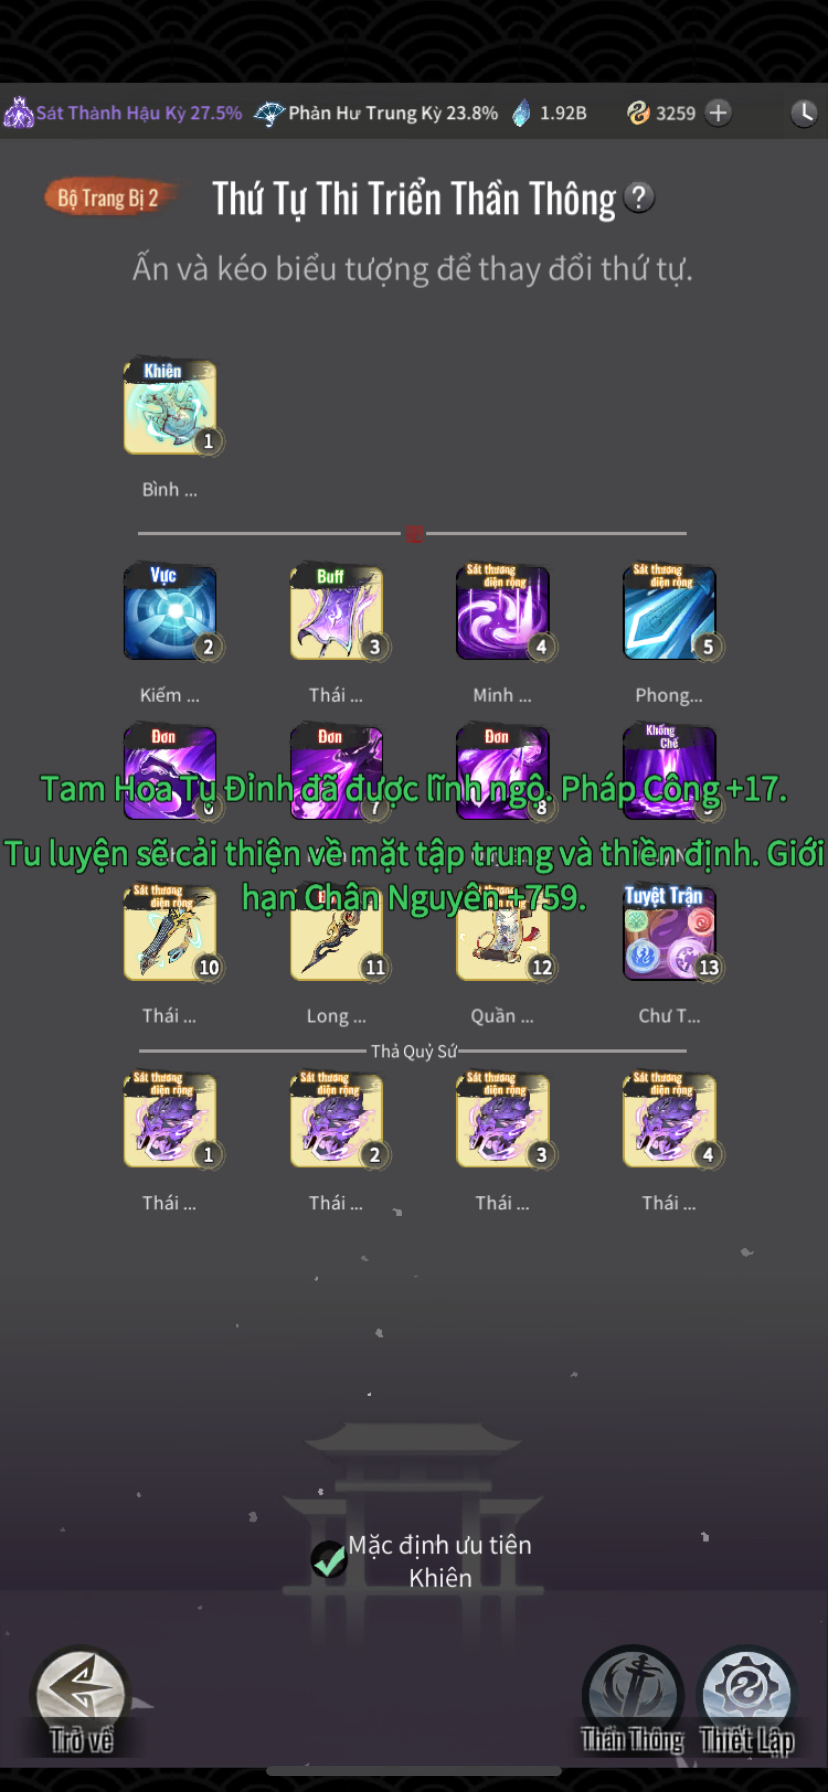 Sát Thành Hậu Kỳ 27.5% Phản Hư Trung Kỳ 23.8% 1.92B 3259
Bộ Trang Bị 2 Thứ Tự Thi Triển Thần Thông ?
Ấn và kéo biểu tượng để thay đổi thứ tự.
Khiên
1
Bình ...
Vực Buff Sát thương diện rộng Sát thương diện rộng
2 3 4 5
Kiếm ... Thái ... Minh ... Phong...
Đơn Đơn Đơn Khống Chế
Tam Hoa Tụ Đỉnh đã được lĩnh ngộ. Pháp Công +17.
7 8
Tu luyện sẽ cải thiện về mặt tập trung và thiền định. Giới
hạn Chân Nguyên +759.
Sát thương diện rộng Tuyệt Trận
10 11 12 13
Thái ... Long ... Quần ... Chư T...
Thả Quỷ Sứ
Sát thương diện rộng Sát thương diện rộng Sát thương diện rộng Sát thương diện rộng
1 2 3 4
Thái ... Thái ... Thái ... Thái ...
Mặc định ưu tiên
Khiên
Trở về Thần Thông Thiết Lập